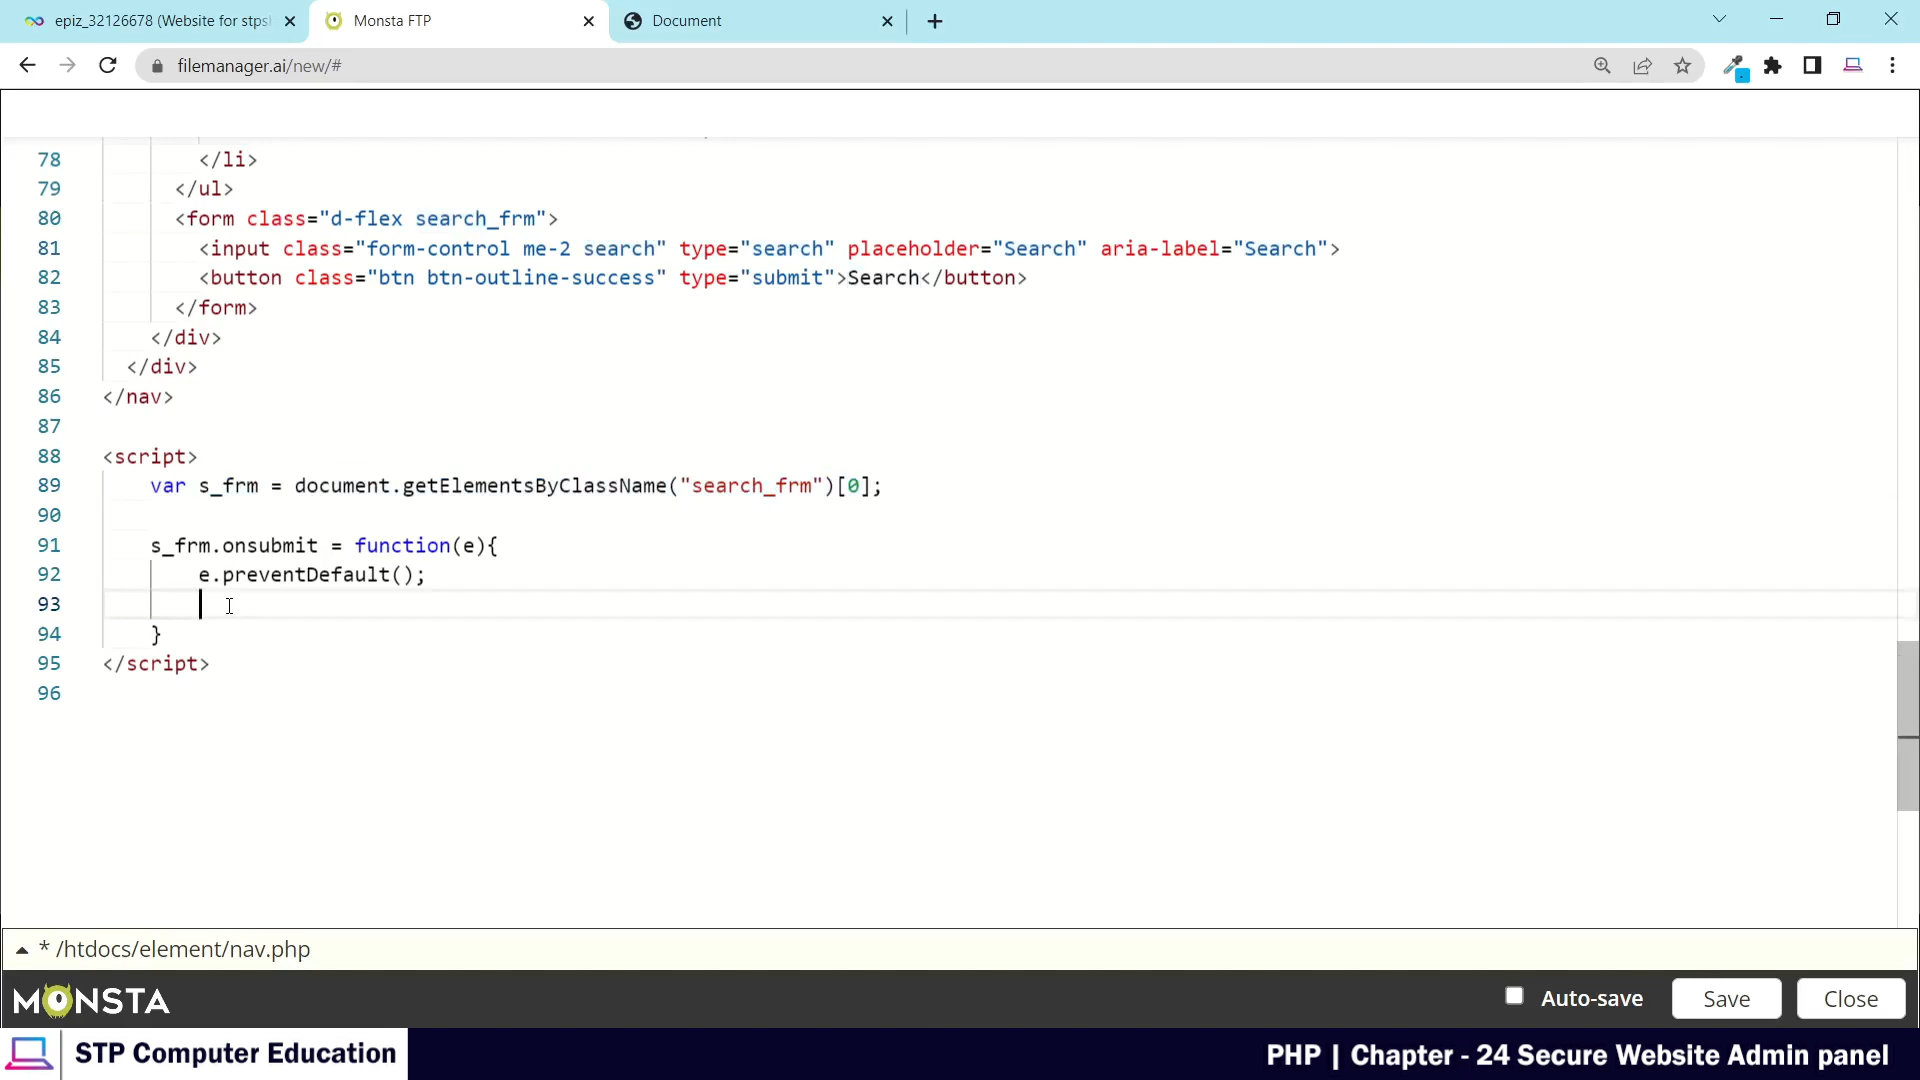 epiz_32126678 (Website for stps
Monsta FTP
Document
filemanager.ai/new/#
78 </li>
79 </ul>
80 <form class="d-flex search_frm">
81 <input class="form-control me-2 search" type="search" placeholder="Search" aria-label="Search">
82 <button class="btn btn-outline-success" type="submit">Search</button>
83 </form>
84 </div>
85 </div>
86 </nav>
87
88 <script>
89 var s_frm = document.getElementsByClassName("search_frm")[0];
90
91 s_frm.onsubmit = function(e){
92 e.preventDefault();
93
94 }
95 </script>
96
* /htdocs/element/nav.php
MONSTA
Auto-save
Save
Close
STP Computer Education
PHP | Chapter - 24 Secure Website Admin panel